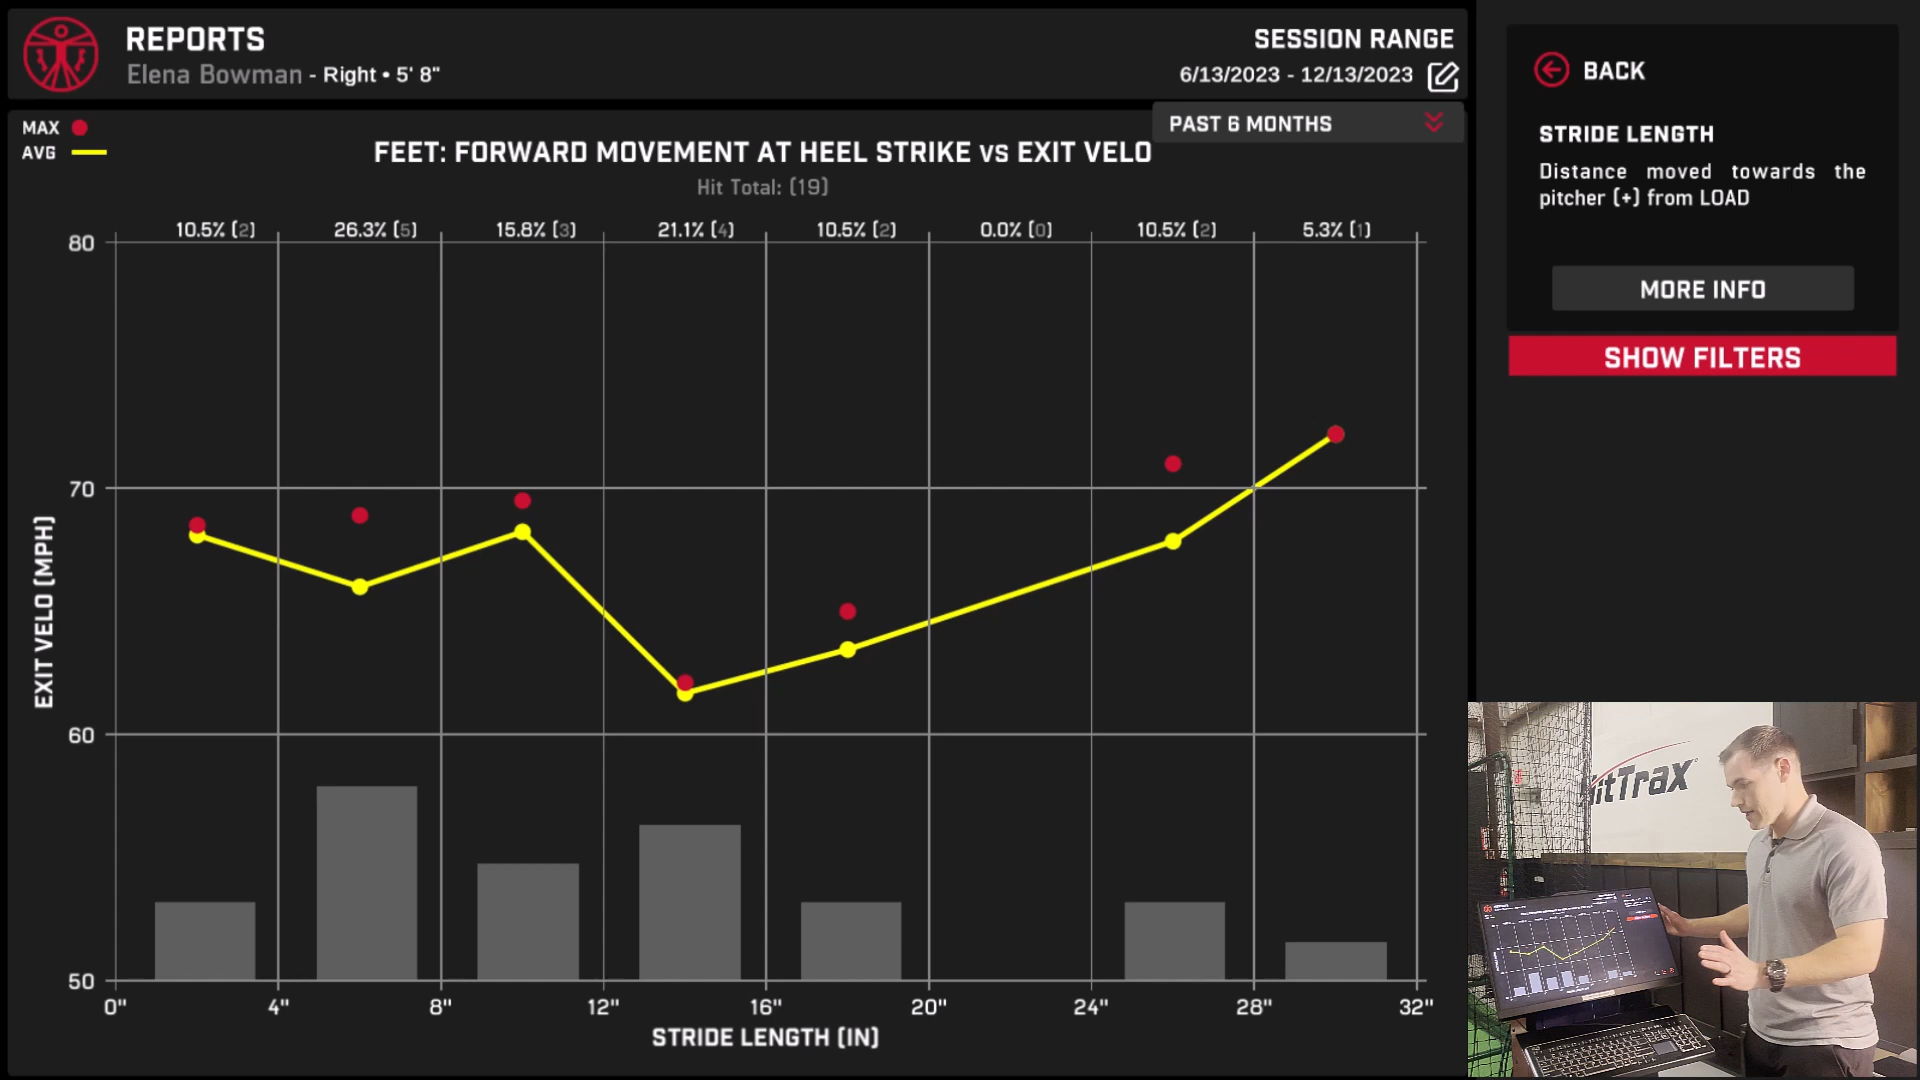 REPORTS
Elena Bowman - Right • 5' 8"
SESSION RANGE
6/13/2023 - 12/13/2023
PAST 6 MONTHS
MAX
AVG
FEET: FORWARD MOVEMENT AT HEEL STRIKE vs EXIT VELO
Hit Total: (19)
10.5% (2) 26.3% (5) 15.8% (3) 21.1% (4) 10.5% (2) 0.0% (0) 10.5% (2) 5.3% (1)
80
70
60
50
EXIT VELO (MPH)
0" 4" 8" 12" 16" 20" 24" 28" 32"
STRIDE LENGTH (IN)
BACK
STRIDE LENGTH
Distance moved towards the
pitcher (+) from LOAD
MORE INFO
SHOW FILTERS
HitTrax